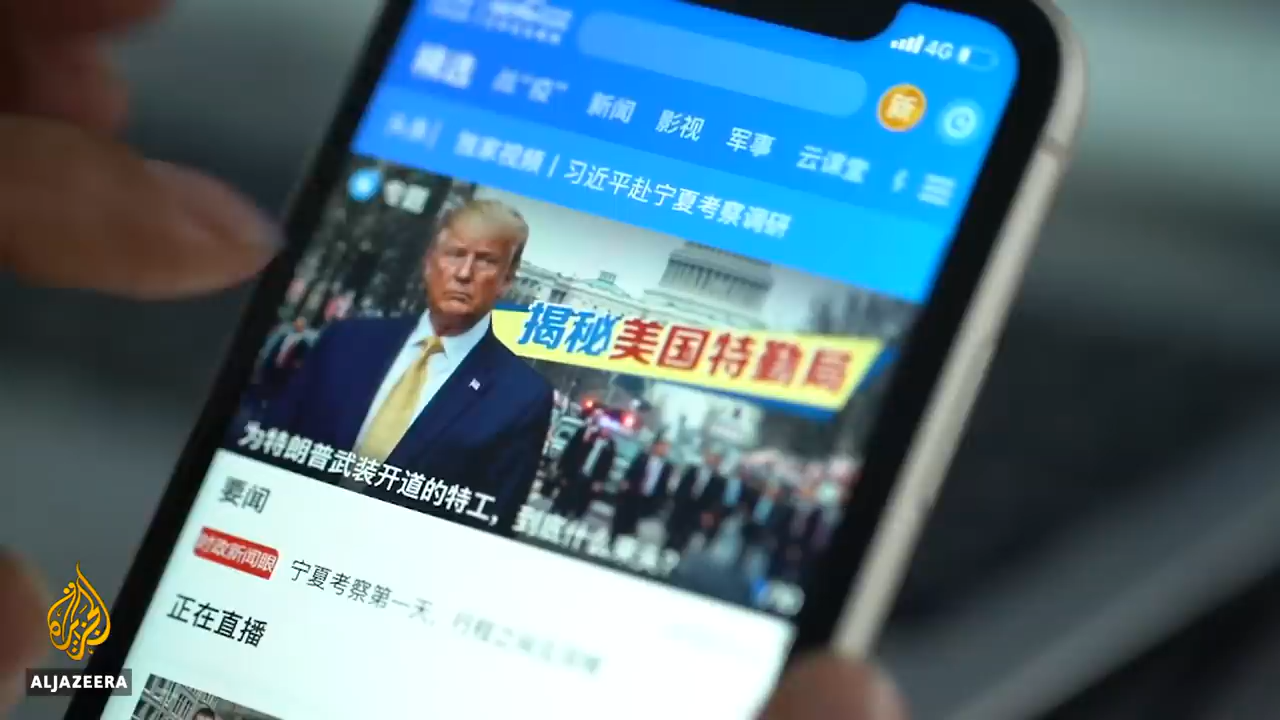 4G
精选 战"疫" 新闻 影视 军事 云课堂
新
头条 独家视频 | 习近平赴宁夏考察调研
专题
揭秘美国特勤局
为特朗普武装开道的特工，到底什么来头？
要闻
时政新闻眼 宁夏考察第一天，
正在直播
ALJAZEERA